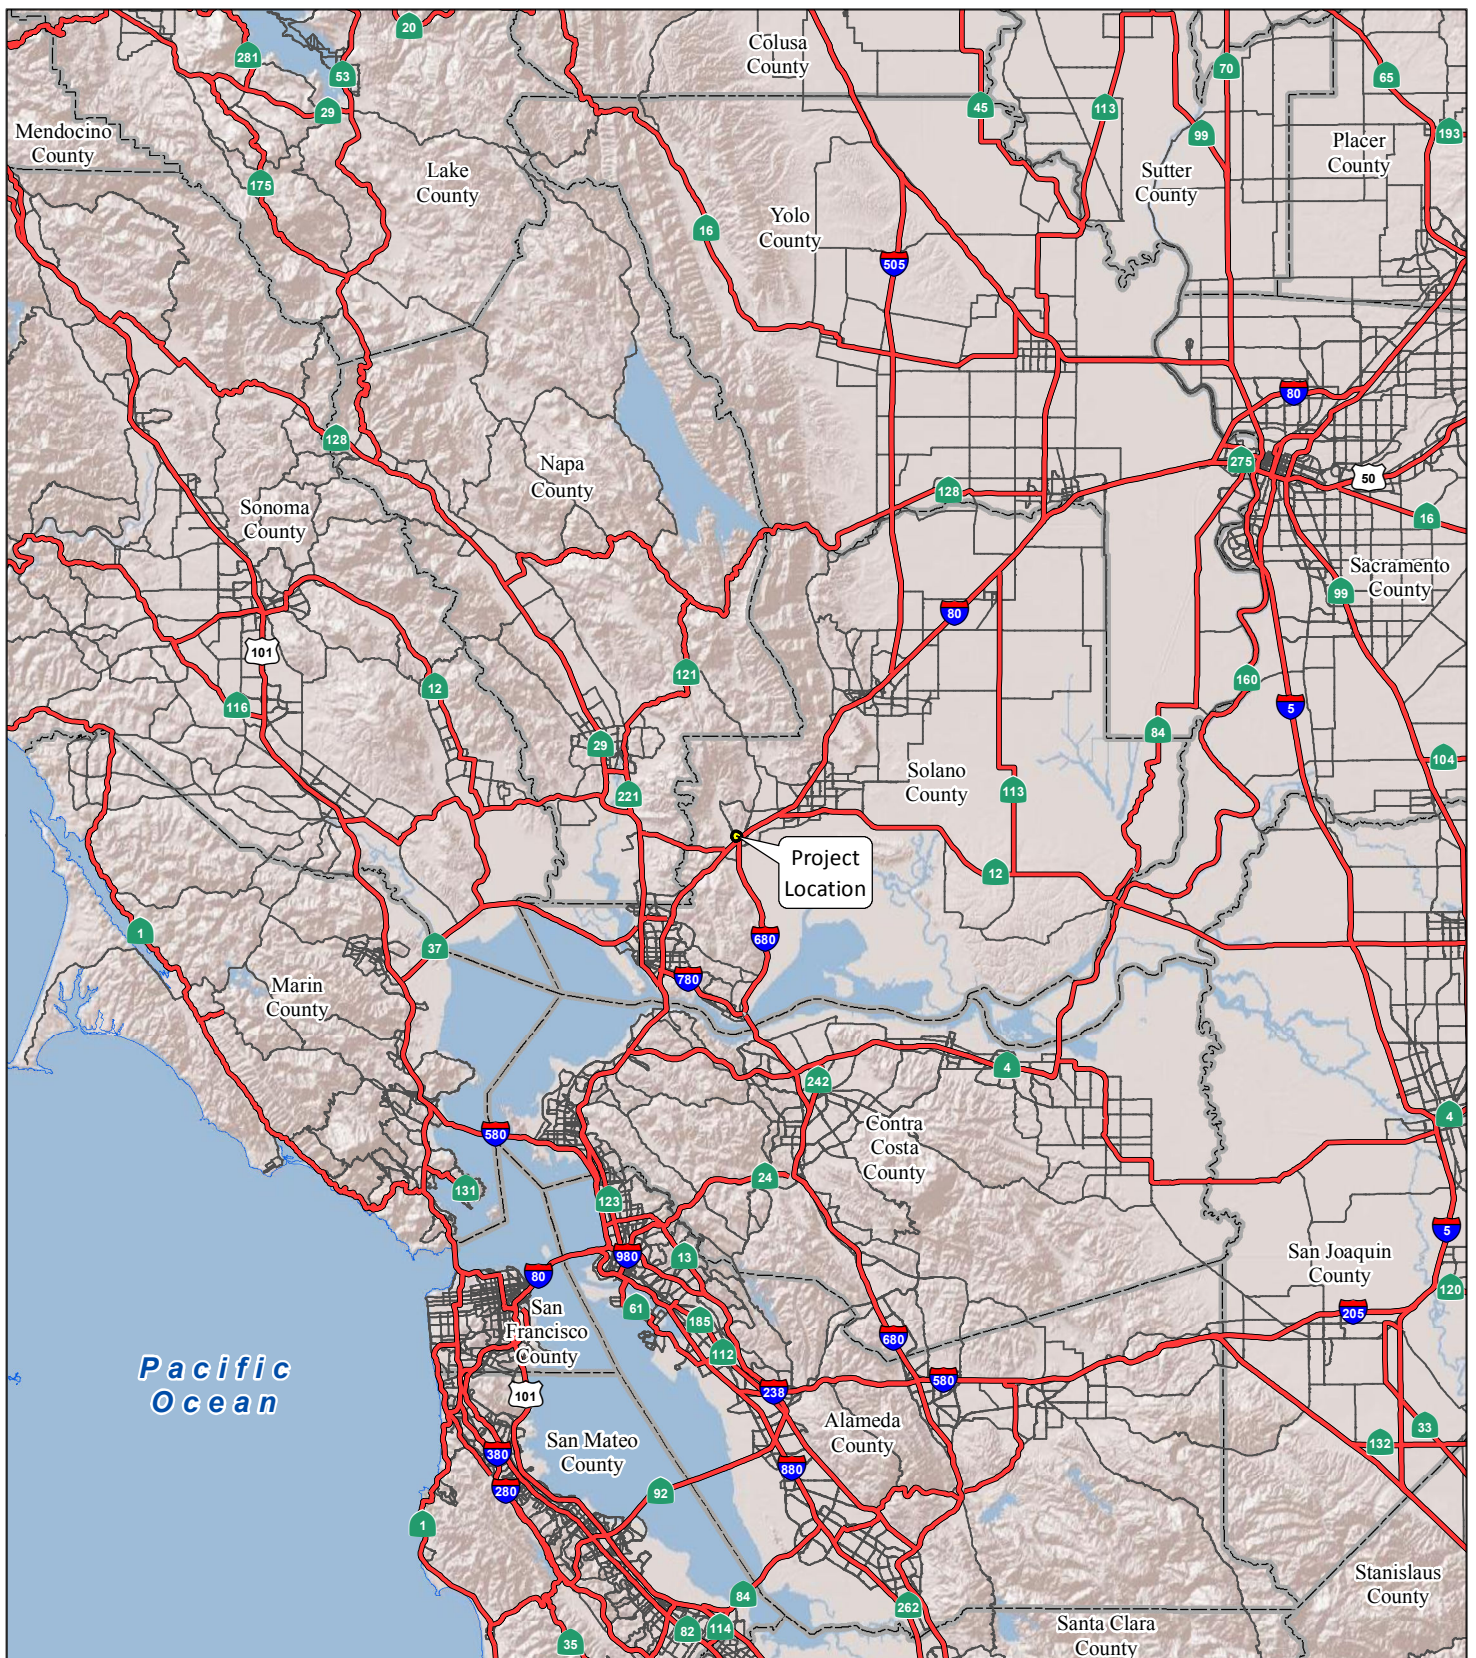 20
Colusa
County
281
53
70
65
29
45
113
Mendocino
County
99
193
Placer
County
Lake
County
Sutter
County
175
Yolo
County
16
505
80
128
275
Napa
County
50
128
Sonoma
County
16
Sacramento
County
99
80
101
121
160
12
116
5
84
29
104
Solano
County
221
113
Project
Location
12
1
37
680
780
Marin
County
4
242
4
Contra
Costa
County
580
24
131
123
5
980
13
San Joaquin
County
80
120
61
San
Francisco
County
205
185
680
112
Pacific
Ocean
580
238
101
Alameda
County
33
San Mateo
County
132
380
880
280
92
1
Stanislaus
County
84
262
Santa Clara
County
82
114
35